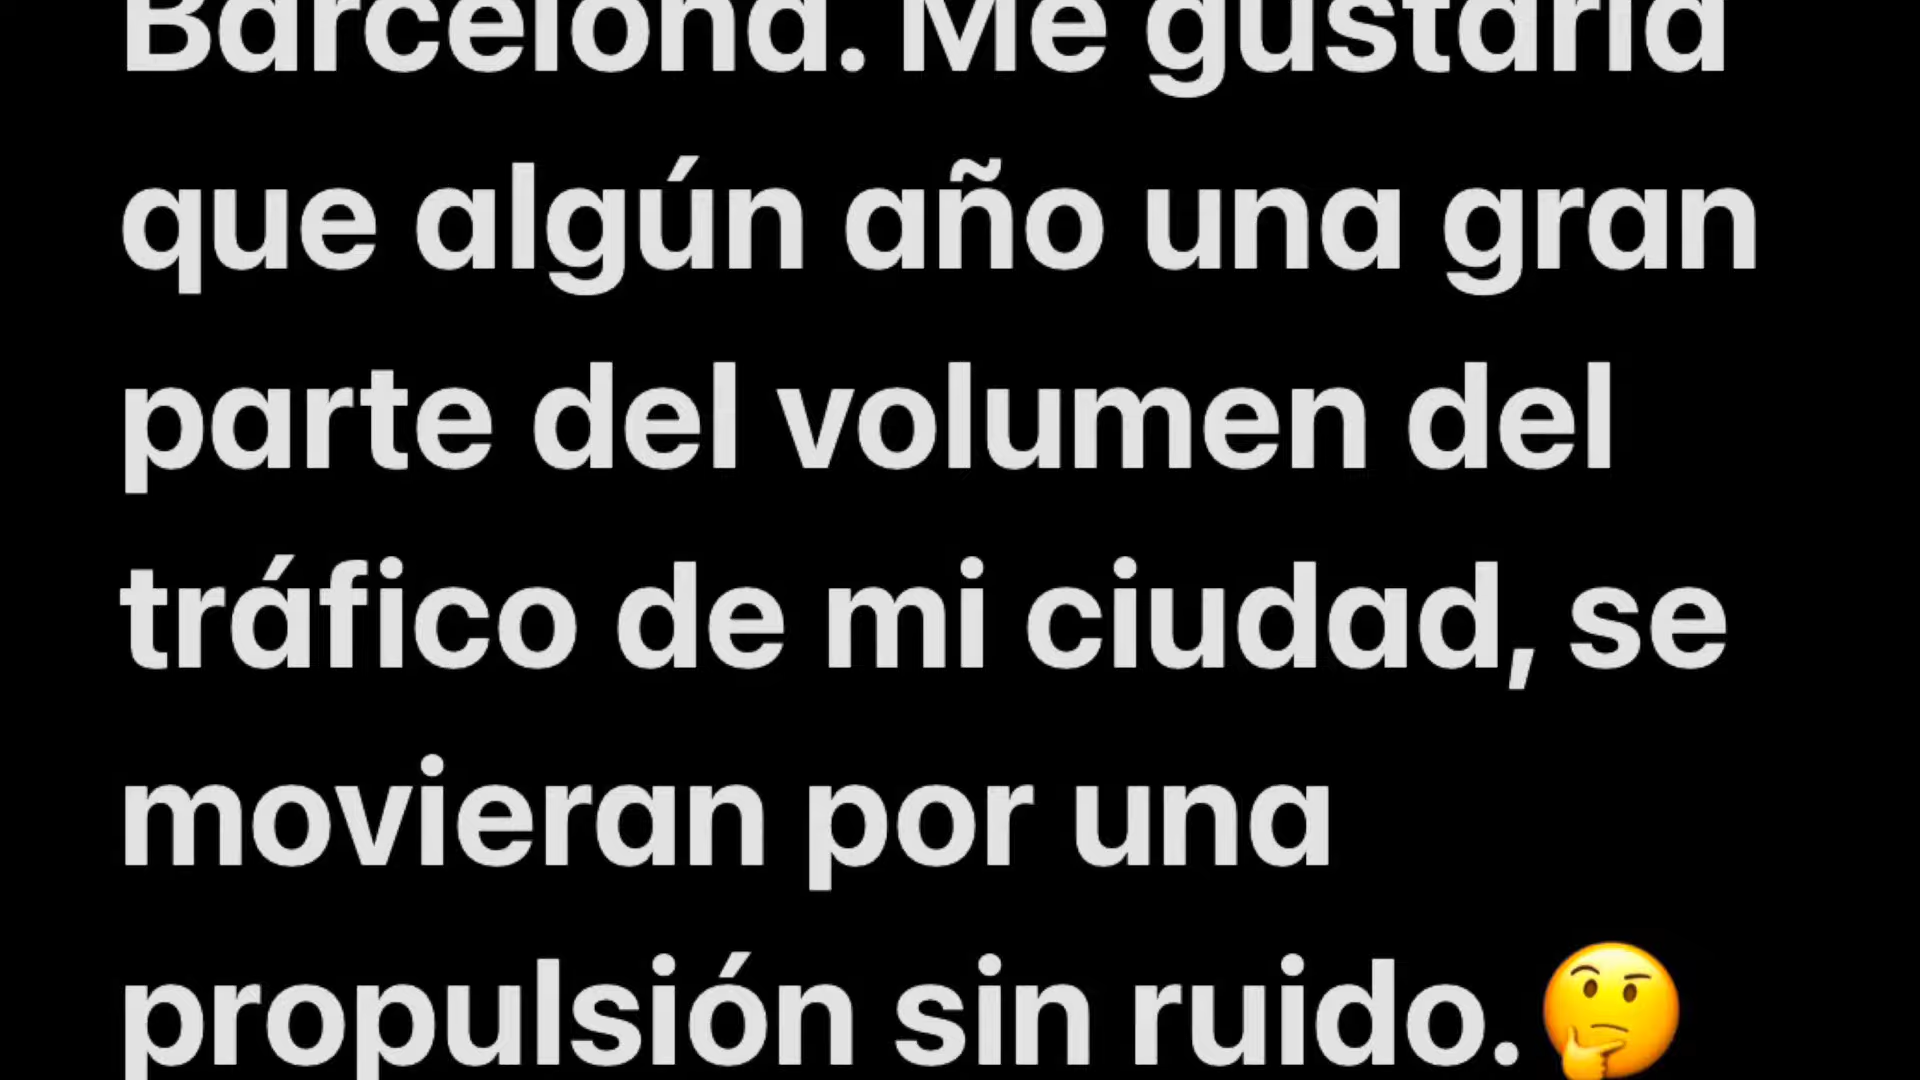 Barcelona. Me gustaría
que algún año una gran
parte del volumen del
tráfico de mi ciudad, se
movieran por una
propulsión sin ruido.🤔